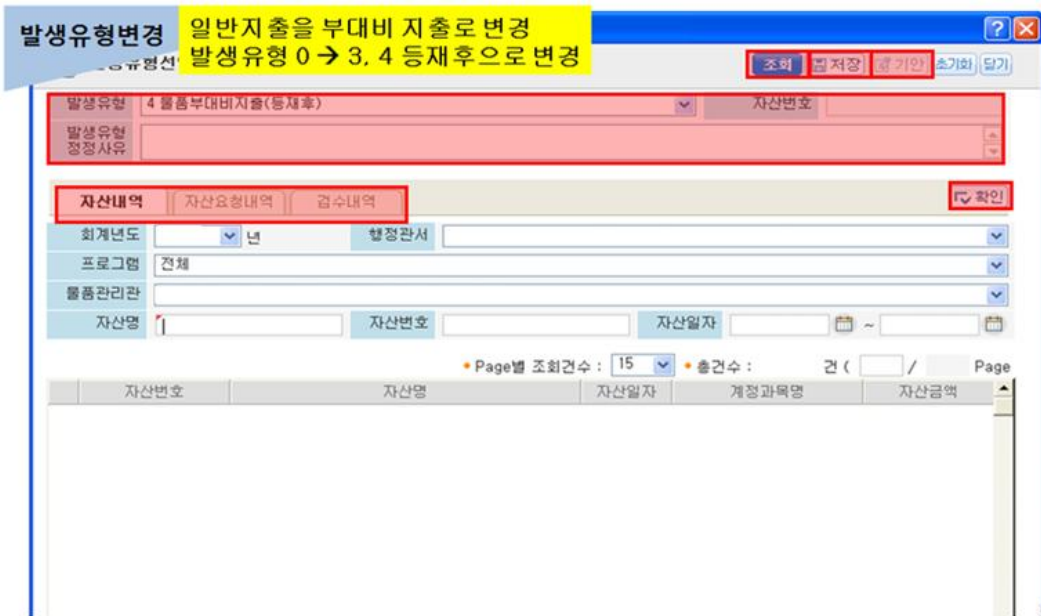 발생유형변경
일반지출을 부대비 지출로 변경
발생유형 0 → 3, 4 등재후으로 변경
조회 저장 기안 초기화 닫기
발생유형 4 물품부대비지출(등재후) 자산번호
발생유형
정정사유
자산내역 자산요청내역 검수내역 확인
회계년도 년 행정관서
프로그램 전체
물품관리관
자산명 자산번호 자산일자 ~
• Page별 조회건수 : 15 • 총건수 : 건 ( / Page
자산번호 자산명 자산일자 계정과목명 자산금액